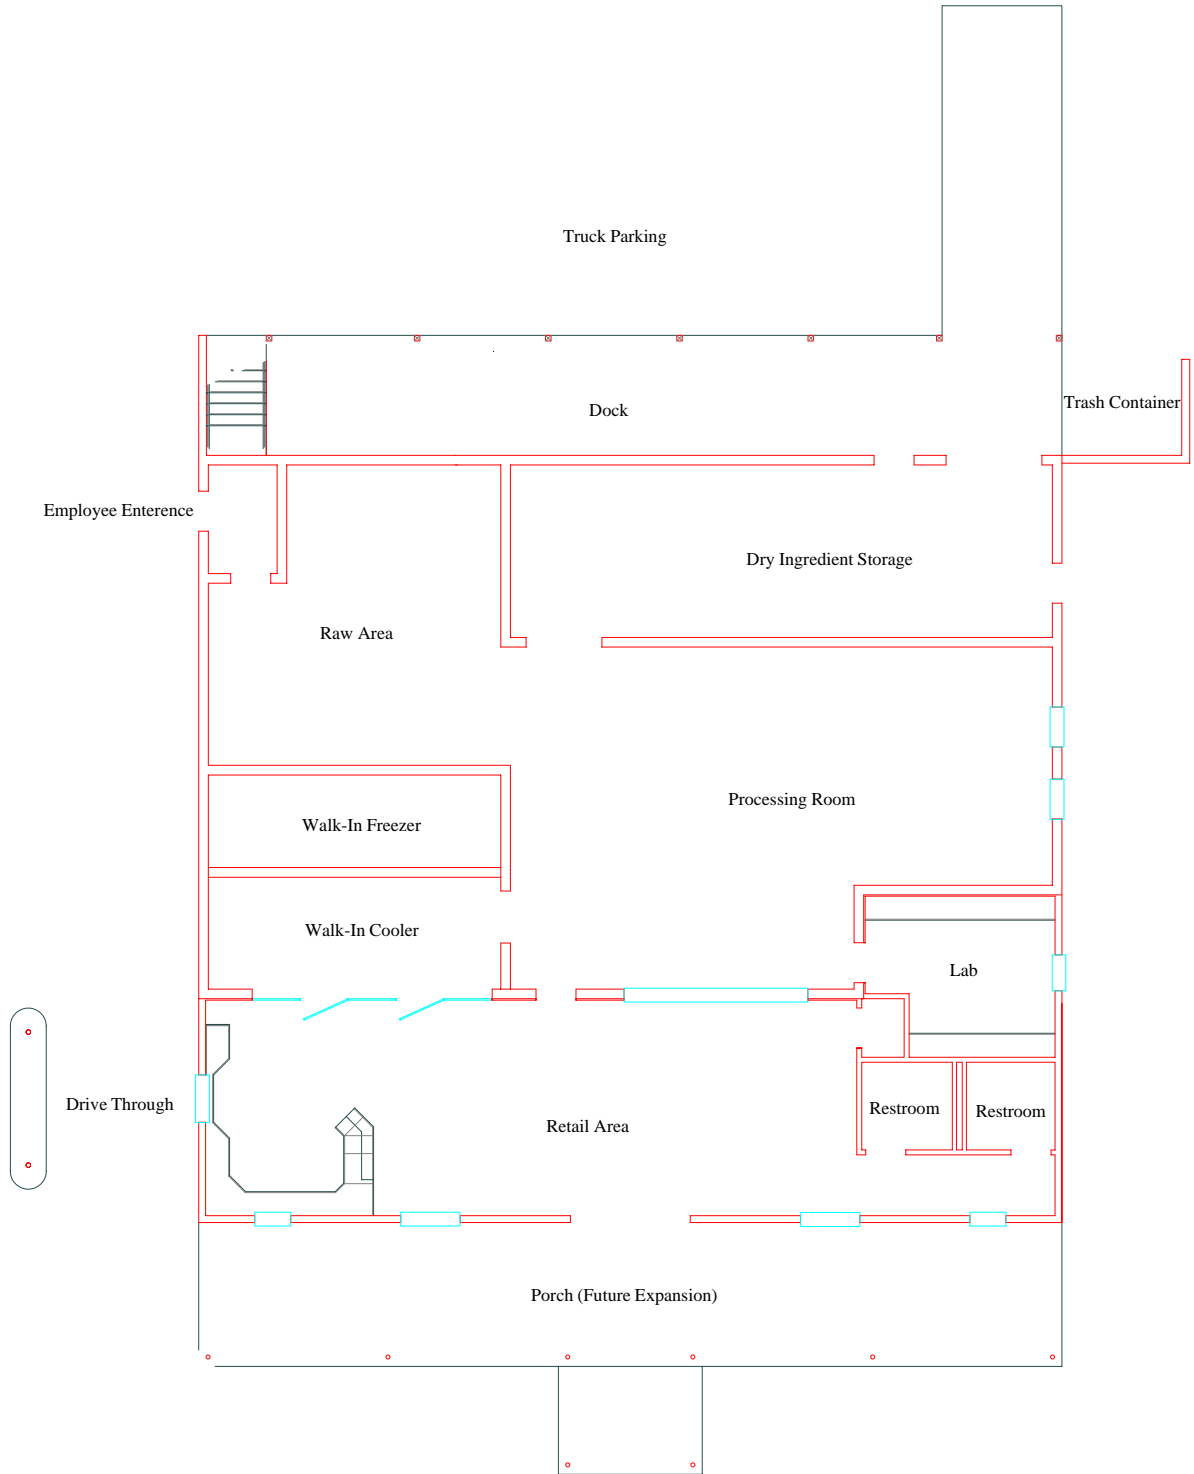 Truck Parking
Trash Container
Dock
Employee Enterence
Dry Ingredient Storage
Raw Area
Processing Room
Walk-In Freezer
Walk-In Cooler
Lab
Drive Through
Restroom
Restroom
Retail Area
Porch (Future Expansion)